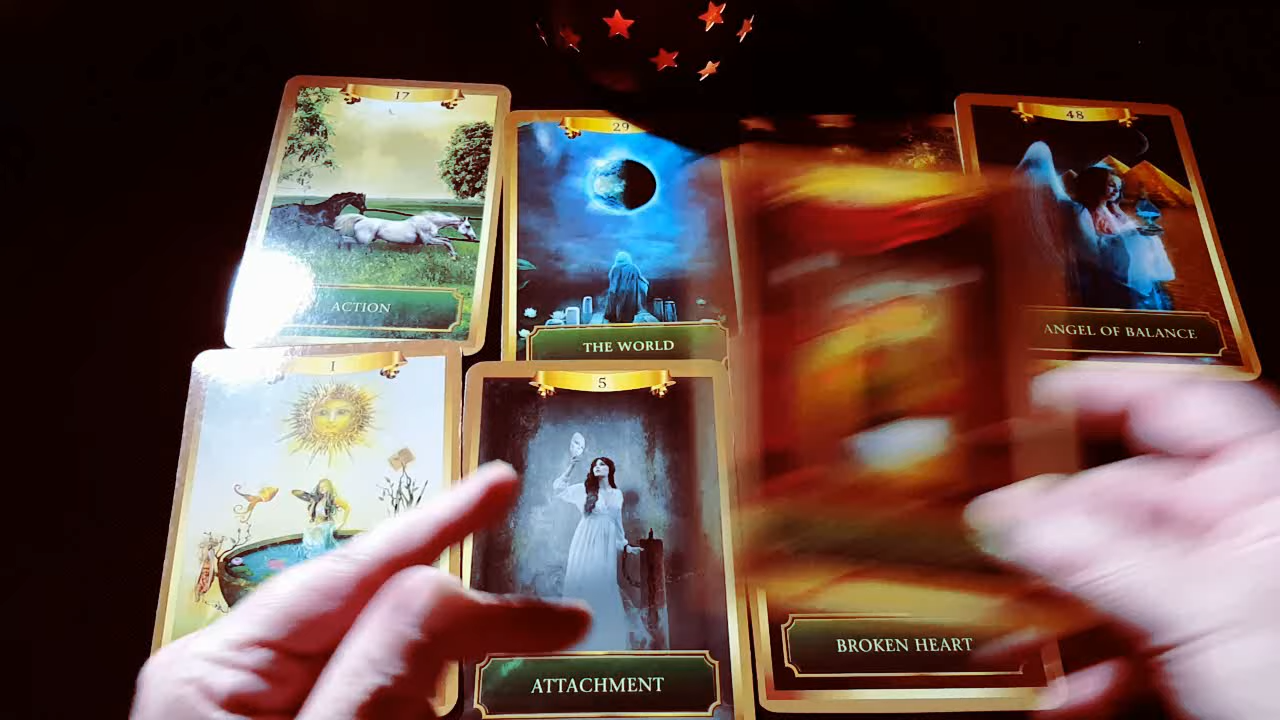 17
29
48
ACTION
THE WORLD
ANGEL OF BALANCE
1
5
ATTACHMENT
BROKEN HEART